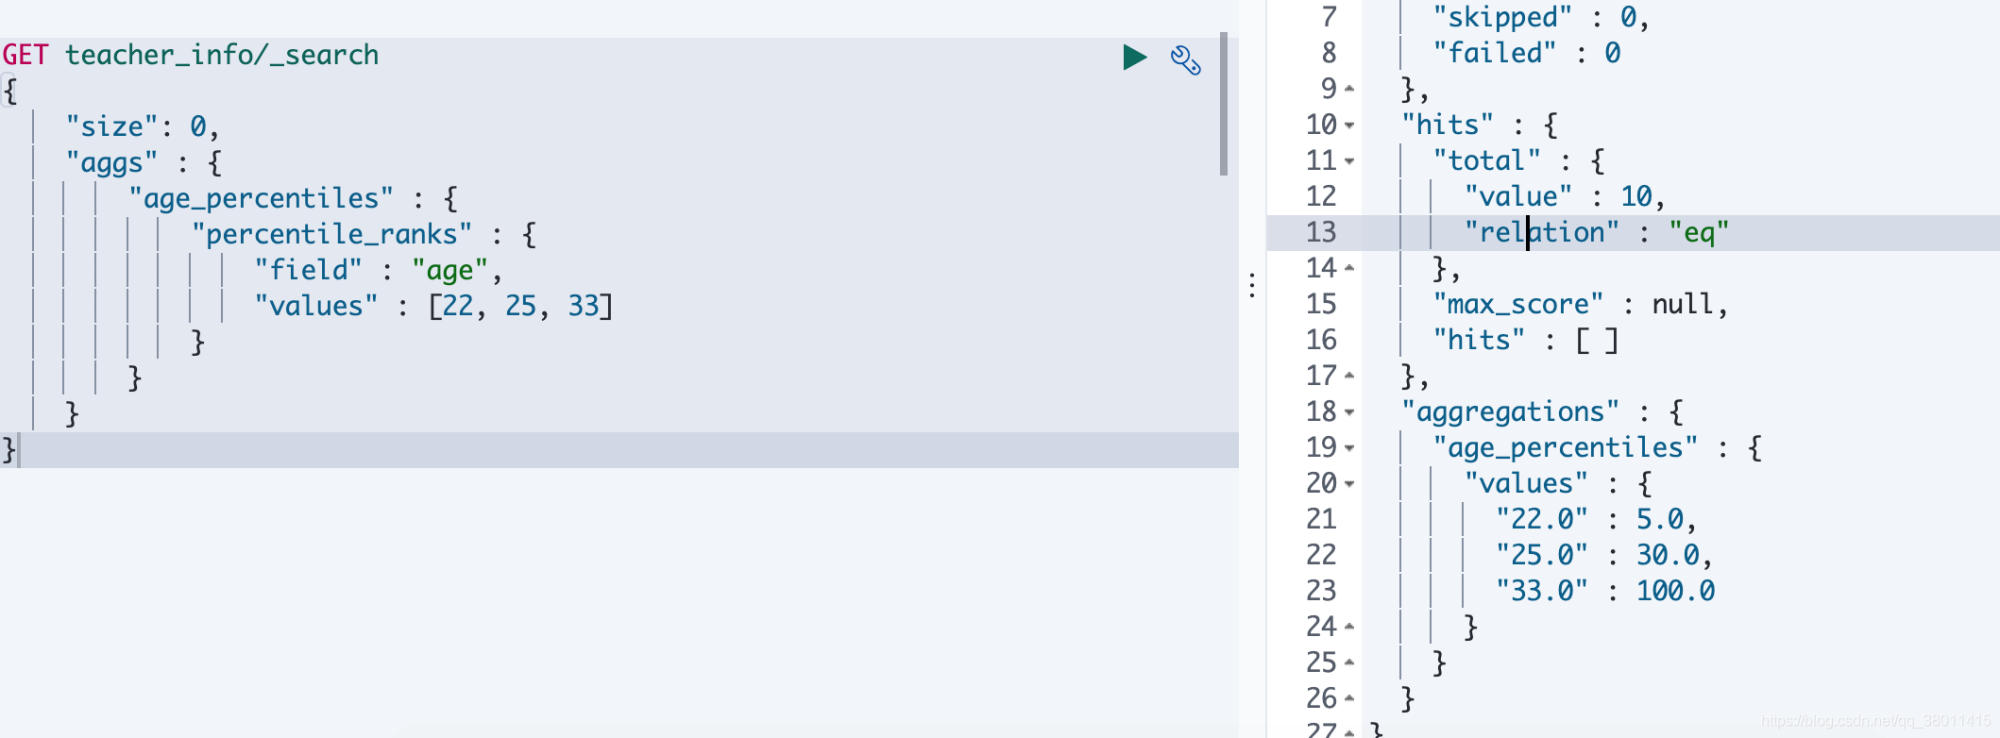 GET teacher_info/_search
{
    "size": 0,
    "aggs" : {
        "age_percentiles" : {
            "percentile_ranks" : {
                "field" : "age",
                "values" : [22, 25, 33]
            }
        }
    }
}
7     "skipped" : 0,
8     "failed" : 0
9   },
10   "hits" : {
11     "total" : {
12       "value" : 10,
13       "relation" : "eq"
14     },
15     "max_score" : null,
16     "hits" : [ ]
17   },
18   "aggregations" : {
19     "age_percentiles" : {
20       "values" : {
21         "22.0" : 5.0,
22         "25.0" : 30.0,
23         "33.0" : 100.0
24       }
25     }
26   }
27 }
https://blog.csdn.net/qq_38011415